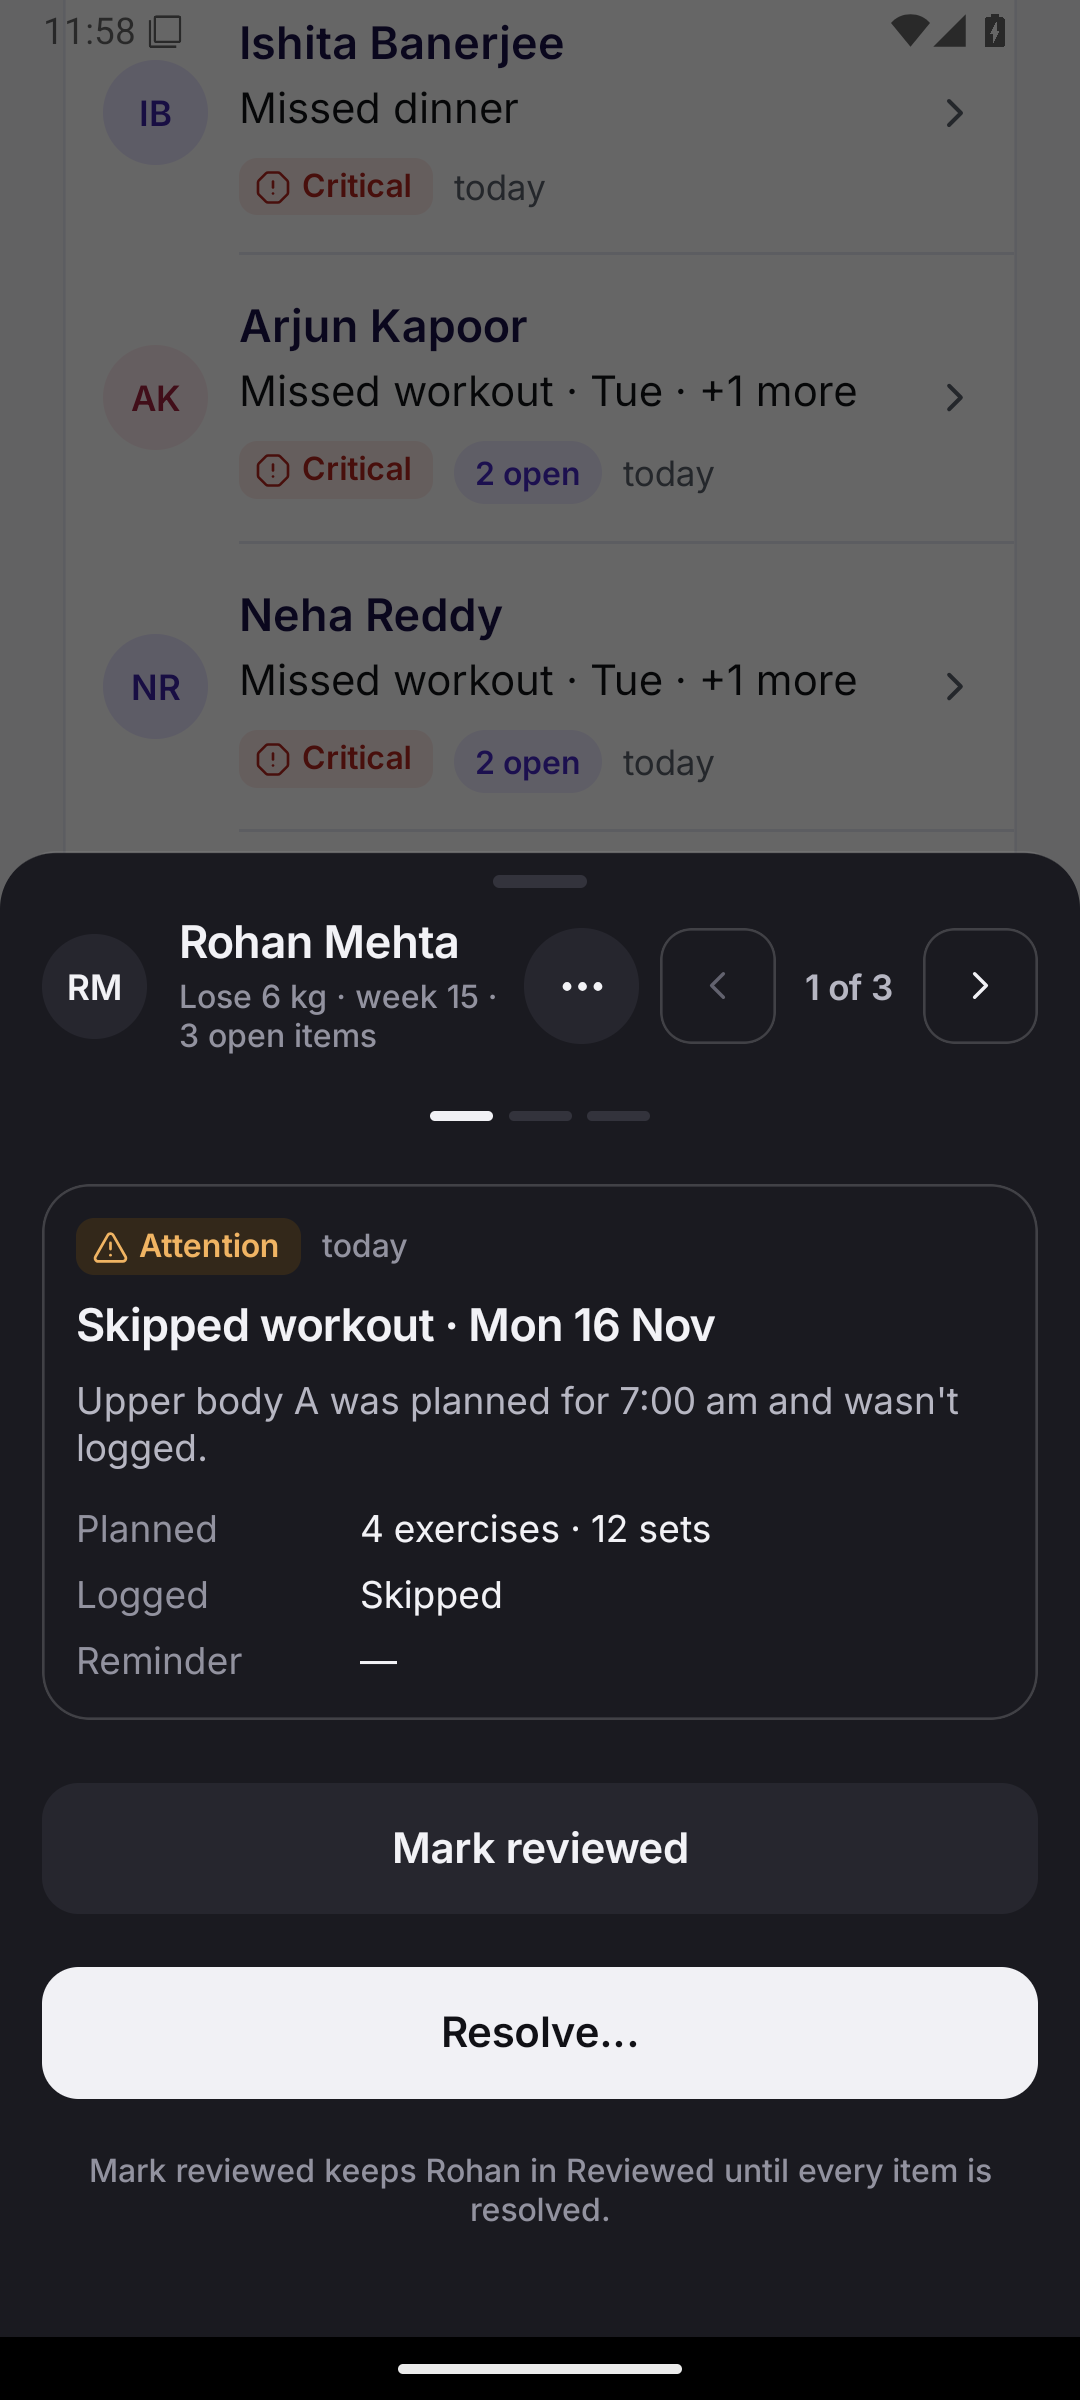 11:58
Ishita Banerjee
IB
Missed dinner
Critical today
Arjun Kapoor
AK
Missed workout · Tue · +1 more
Critical 2 open today
Neha Reddy
NR
Missed workout · Tue · +1 more
Critical 2 open today
RM
Rohan Mehta
Lose 6 kg · week 15 ·
3 open items
1 of 3
Attention today
Skipped workout · Mon 16 Nov
Upper body A was planned for 7:00 am and wasn't
logged.
Planned 4 exercises · 12 sets
Logged Skipped
Reminder —
Mark reviewed
Resolve...
Mark reviewed keeps Rohan in Reviewed until every item is
resolved.